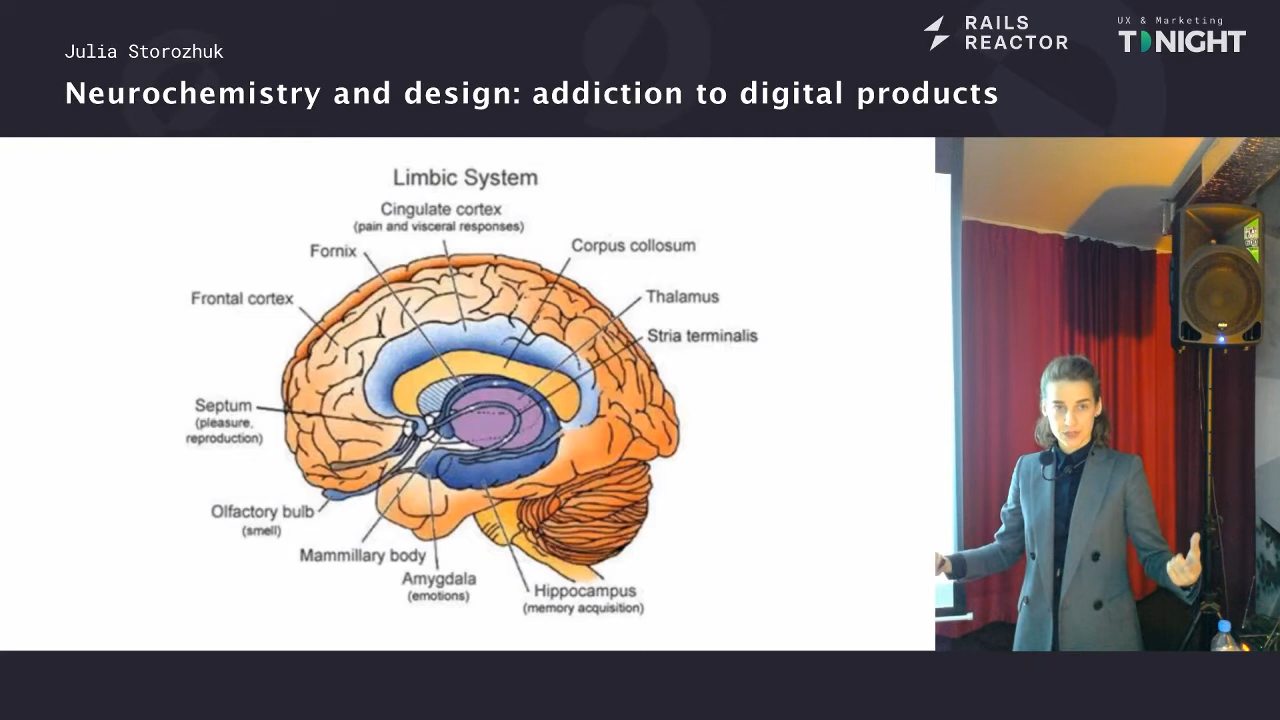 Julia Storozhuk
Neurochemistry and design: addiction to digital products
RAILS
REACTOR
UX & Marketing
TONIGHT
Limbic System
Cingulate cortex
(pain and visceral responses)
Fornix
Corpus collosum
Frontal cortex
Thalamus
Stria terminalis
Septum
(pleasure,
reproduction)
Olfactory bulb
(smell)
Mammillary body
Amygdala
(emotions)
Hippocampus
(memory acquisition)